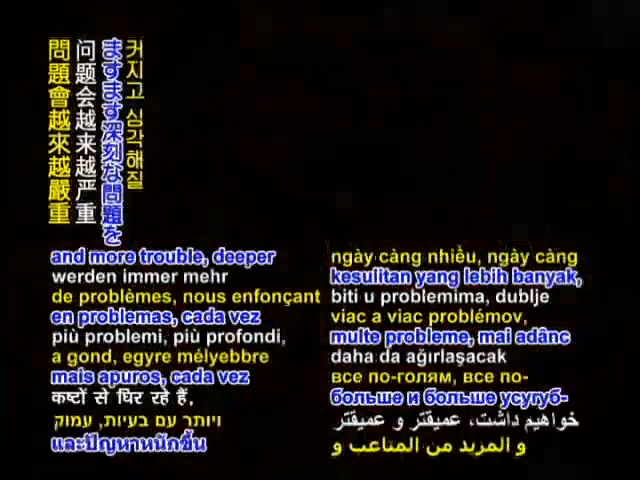 커지고 심각해질
ますます深刻な問題を
问题会越来越严重
問題會越來越嚴重
and more trouble, deeper
werden immer mehr
de problèmes, nous enfonçant
en problemas, cada vez
più problemi, più profondi,
a gond, egyre mélyebbre
mais apuros, cada vez
कष्टों से घिर रहे हैं,
ויותר עם בעיות, עמוק
และปัญหาหนักขึ้น
ngày càng nhiều, ngày càng
kesulitan yang lebih banyak,
biti u problemima, dublje
viac a viac problémov,
multe probleme, mai adânc
daha da ağırlaşacak
все по-голям, все по-
больше и больше усугуб-
خواهیم داشت، عمیقتر و عمیقتر
و المزيد من المتاعب و